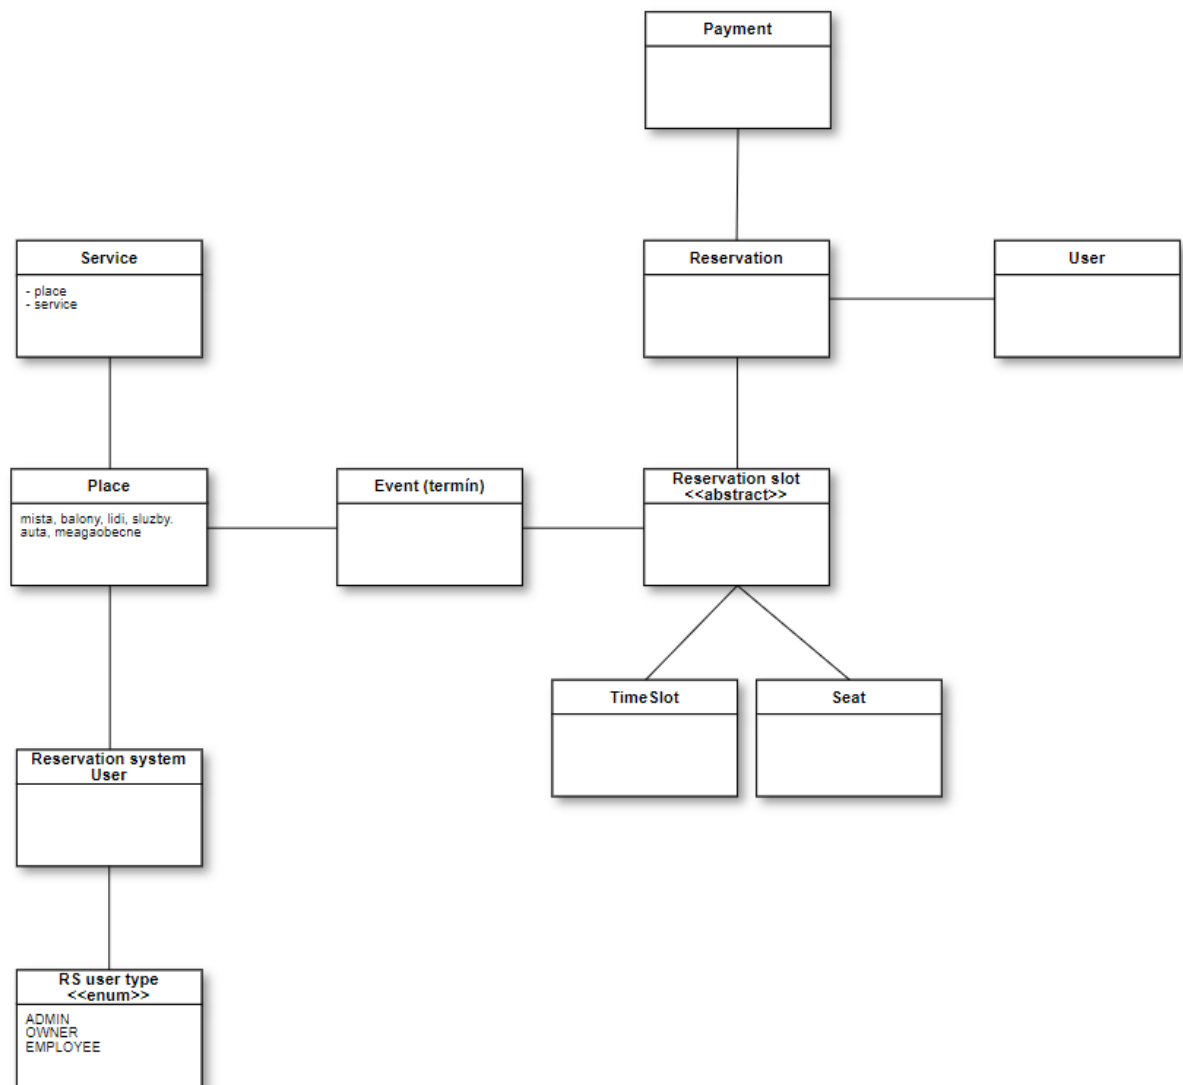 Payment
Service
- place
- service
Reservation
User
Place
mista, balony, lidi, sluzby.
auta, meagaobecne
Event (termín)
Reservation slot
<<abstract>>
TimeSlot
Seat
Reservation system
User
RS user type
<<enum>>
ADMIN
OWNER
EMPLOYEE